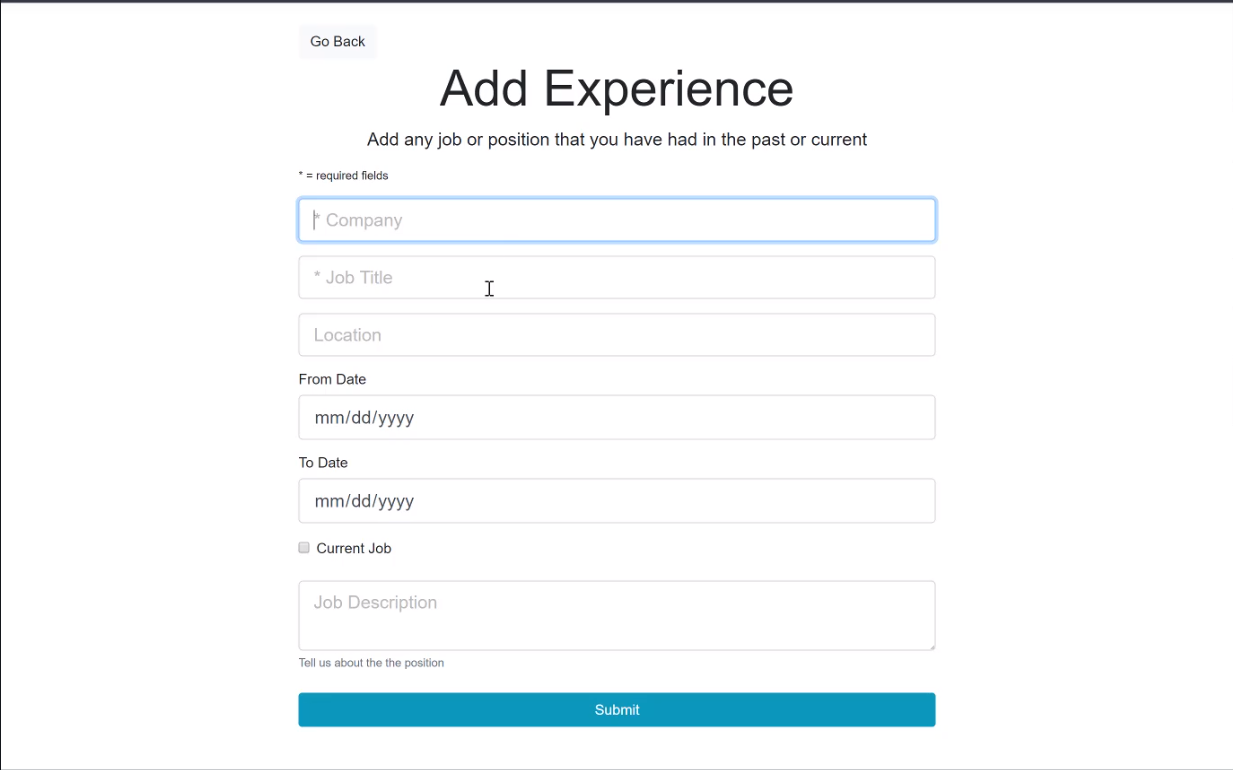 Go Back
Add Experience
Add any job or position that you have had in the past or current
* = required fields
* Company
* Job Title
Location
From Date
mm/dd/yyyy
To Date
mm/dd/yyyy
Current Job
Job Description
Tell us about the the position
Submit